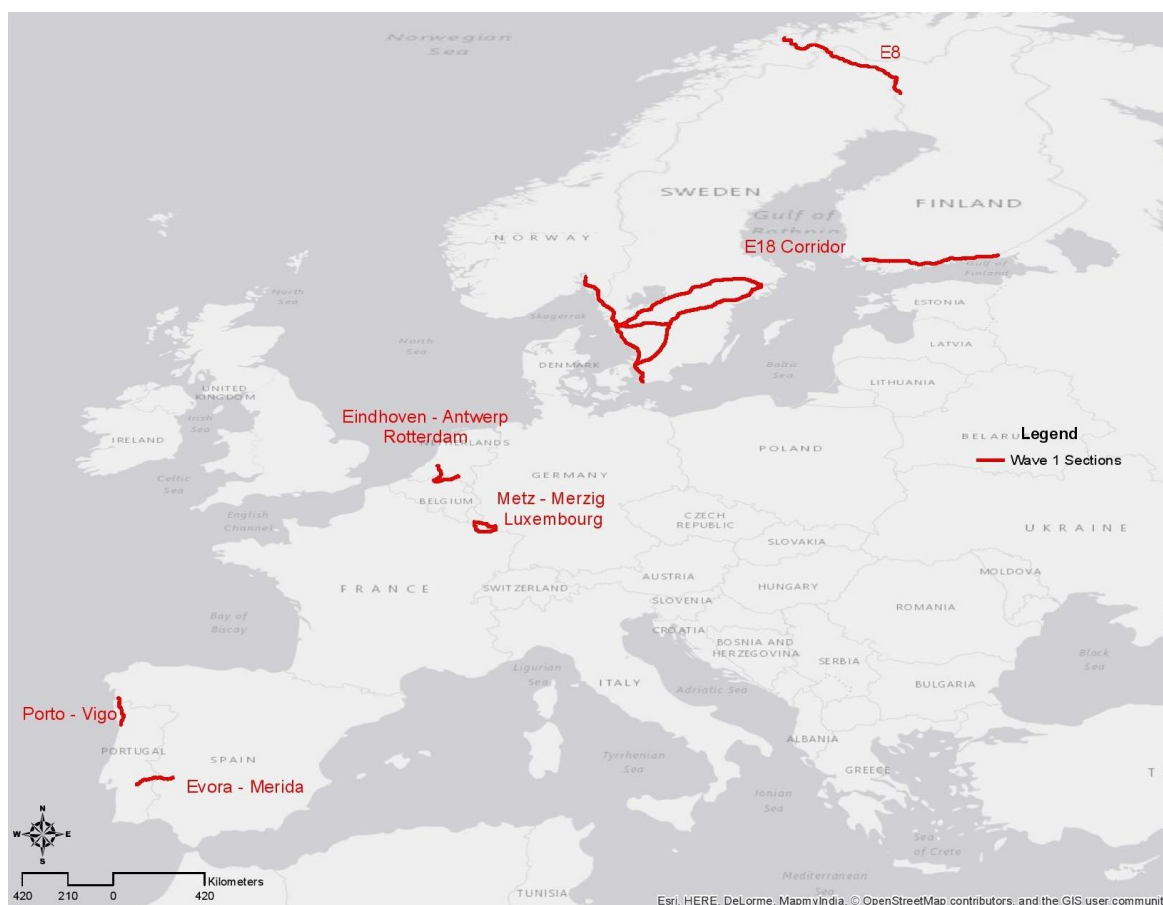 Norwegian
Sea
E8
SWEDEN
FINLAND
Gulf of
Bothnia
NORWAY
E18 Corridor
Gulf of
Finland
North
Sea
ESTONIA
Skagerrak
LATVIA
North
Sea
DENMARK
Baltic
Sea
LITHUANIA
UNITED
KINGDOM
Irish
Sea
IRELAND
Eindhoven - Antwerp
Rotterdam
NETHERLANDS
POLAND
BELARU
Legend
Wave 1 Sections
Celtic
Sea
GERMANY
BELGIUM
Metz - Merzig
Luxembourg
English
Channel
CZECH
REPUBLIC
UKRAINE
SLOVAKIA
FRANCE
SWITZERLAND
AUSTRIA
HUNGARY
MOLDOVA
SLOVENIA
ROMANIA
Bay of
Biscay
CROATIA
BOSNIA AND
HERZEGOVINA
SERBIA
Black
Sea
Ligurian
Sea
ITALY
Adriatic Sea
BULGARIA
Porto - Vigo
PORTUGAL
SPAIN
ALBANIA
Tyrrhenian
Sea
GREECE
T
Evora - Merida
Ionian
Sea
N
W E
S
Sea
of Crete
Kilometers
420 210 0 420
TUNISIA
Mediterranean
Sea
Esri, HERE, DeLorme, MapmyIndia, © OpenStreetMap contributors, and the GIS user communit